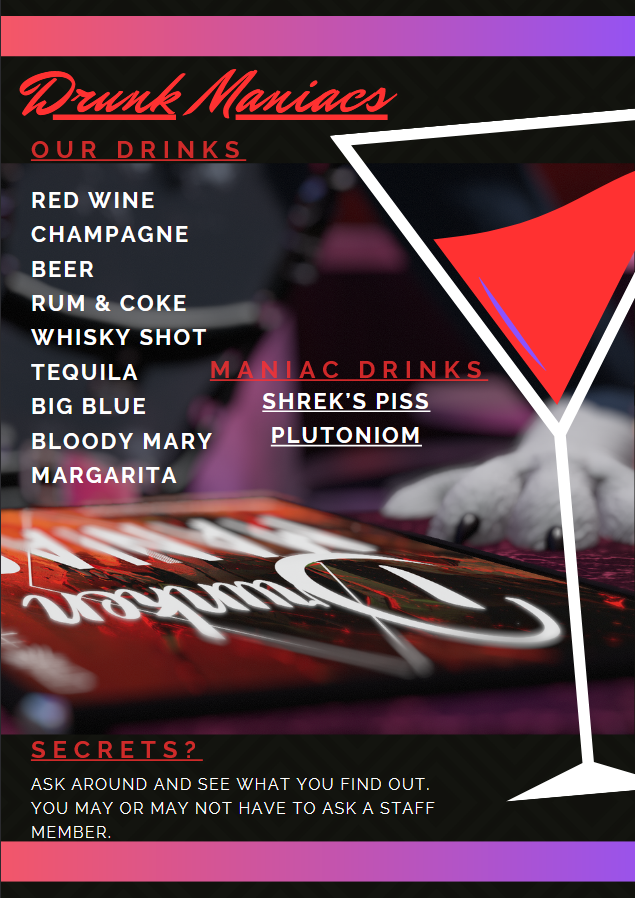 Drunk Maniacs
OUR DRINKS
RED WINE
CHAMPAGNE
BEER
RUM & COKE
WHISKY SHOT
TEQUILA
BIG BLUE
BLOODY MARY
MARGARITA
MANIAC DRINKS
SHREK'S PISS
PLUTONIOM
Drunken
SECRETS?
ASK AROUND AND SEE WHAT YOU FIND OUT.
YOU MAY OR MAY NOT HAVE TO ASK A STAFF
MEMBER.